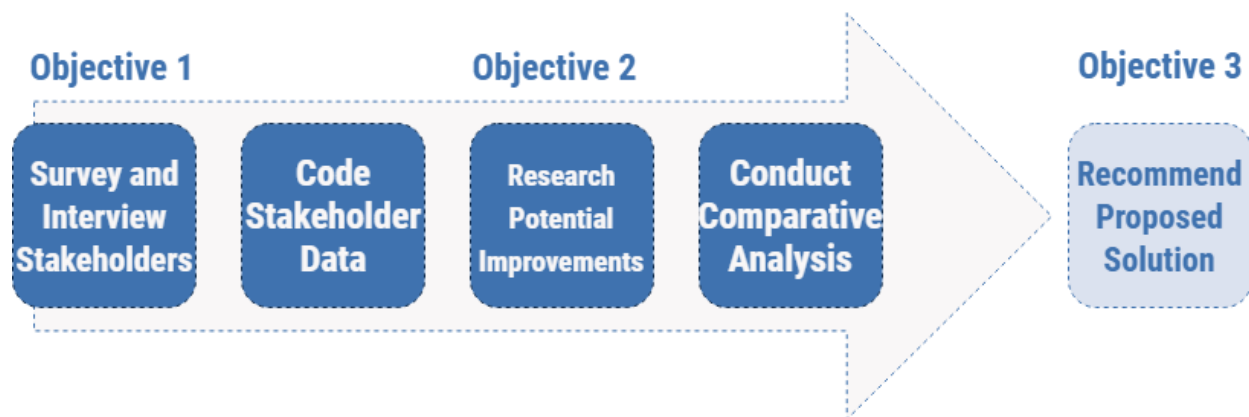 Objective 1
Survey and
Interview
Stakeholders
Code
Stakeholder
Data
Objective 2
Research
Potential
Improvements
Conduct
Comparative
Analysis
Objective 3
Recommend
Proposed
Solution